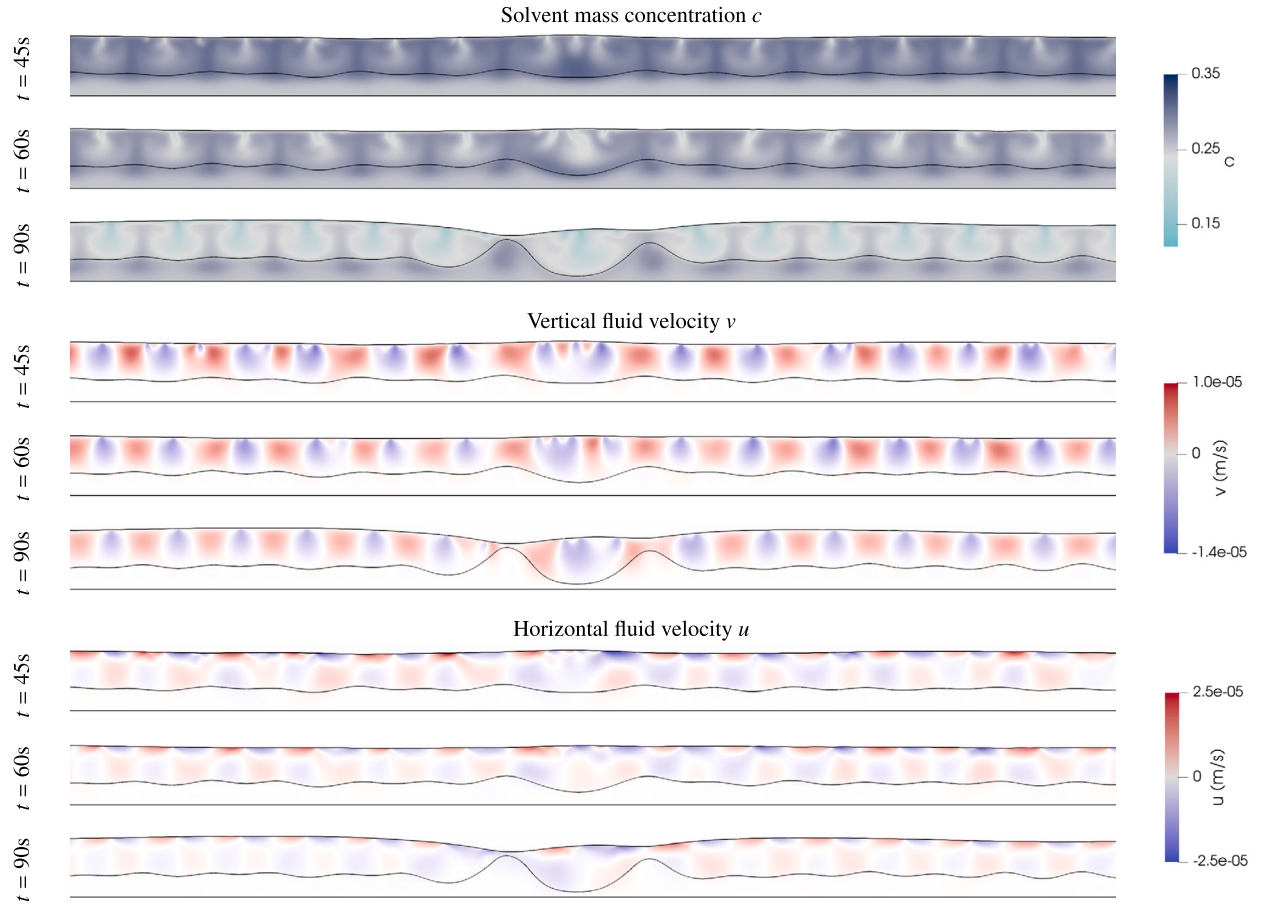 Solvent mass concentration c
t = 45s
t = 60s
t = 90s
0.35
0.25
0.15
C
Vertical fluid velocity v
t = 45s
t = 60s
t = 90s
1.0e-05
0
-1.4e-05
v (m/s)
Horizontal fluid velocity u
t = 45s
t = 60s
t = 90s
2.5e-05
0
-2.5e-05
u (m/s)